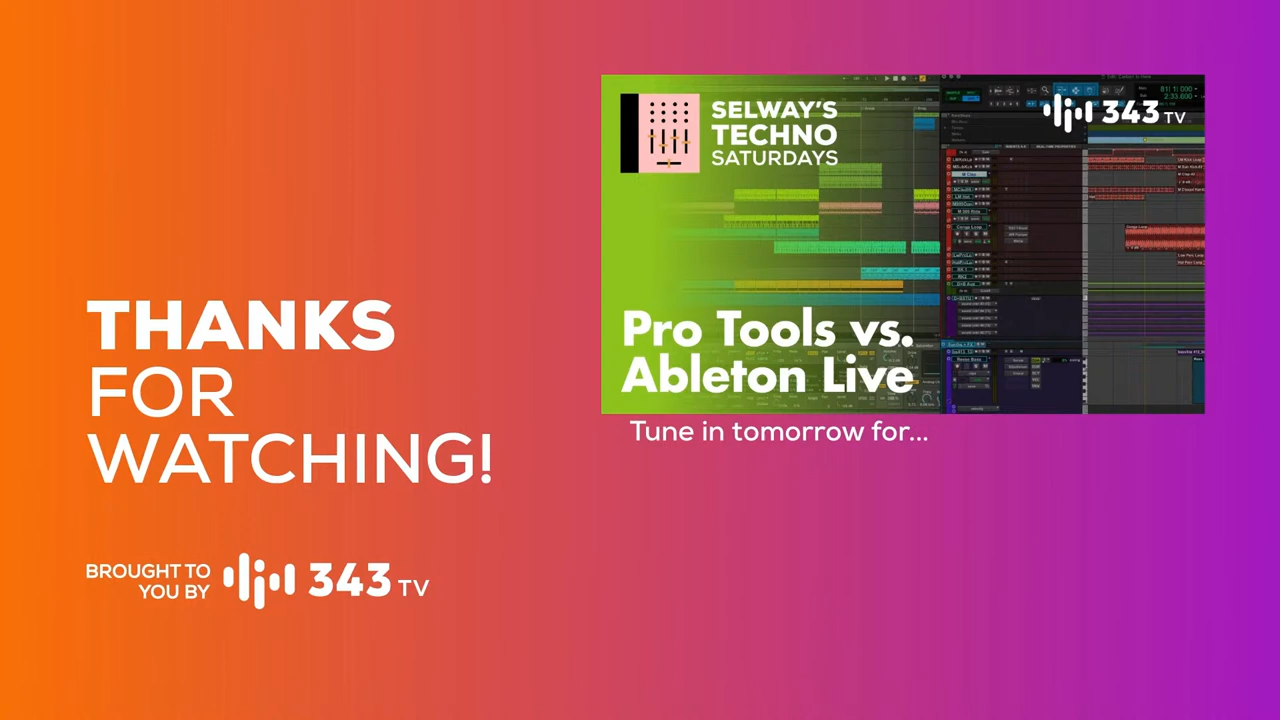 THANKS
FOR
WATCHING!
BROUGHT TO
YOU BY
343 TV
SELWAY'S
TECHNO
SATURDAYS
343 TV
Pro Tools vs.
Ableton Live
Tune in tomorrow for...